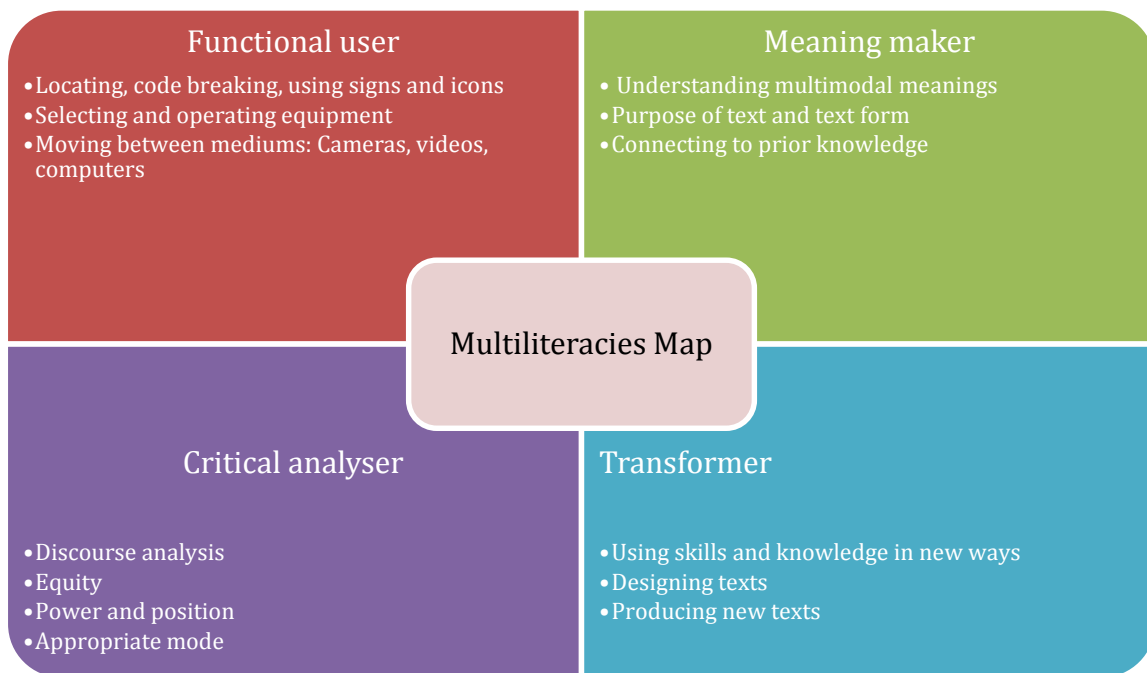 Functional user
•Locating, code breaking, using signs and icons
•Selecting and operating equipment
•Moving between mediums: Cameras, videos,
computers
Meaning maker
• Understanding multimodal meanings
•Purpose of text and text form
•Connecting to prior knowledge
Multiliteracies Map
Critical analyser
•Discourse analysis
•Equity
•Power and position
•Appropriate mode
Transformer
•Using skills and knowledge in new ways
•Designing texts
•Producing new texts